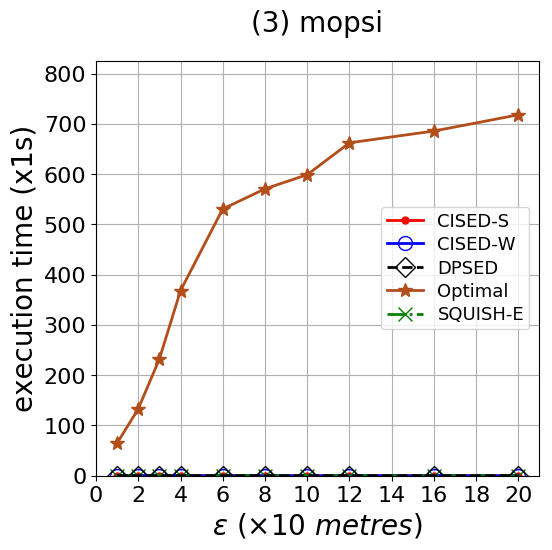 (3) mopsi
execution time (x1s)
800
700
600
500
400
300
200
100
0
CISED-S
CISED-W
DPSED
Optimal
SQUISH-E
0 2 4 6 8 10 12 14 16 18 20
ε (×10 metres)